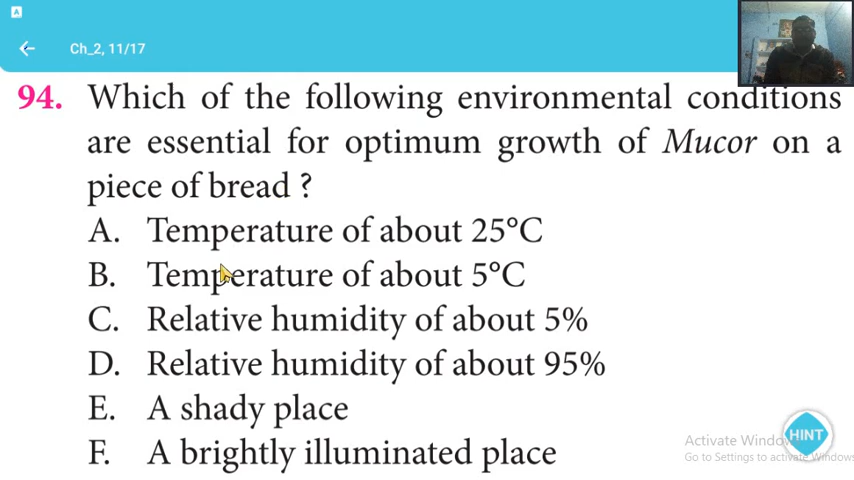 A
Ch_2, 11/17
94. Which of the following environmental conditions
are essential for optimum growth of Mucor on a
piece of bread ?
A. Temperature of about 25°C
B. Temperature of about 5°C
C. Relative humidity of about 5%
D. Relative humidity of about 95%
E. A shady place
F. A brightly illuminated place
HINT
Activate Windows
Go to Settings to activate Windows